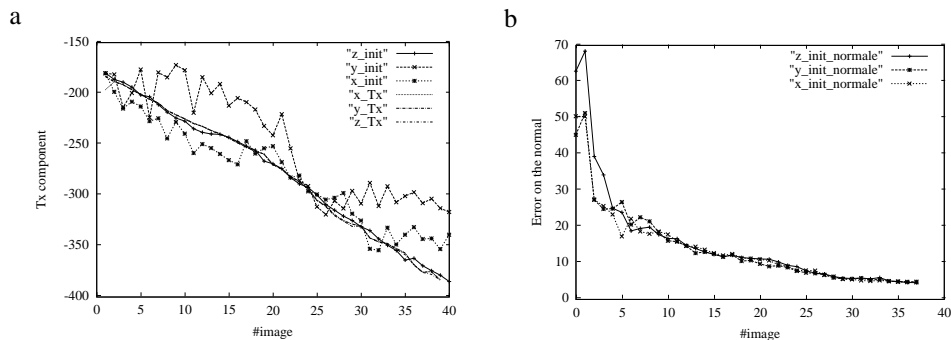 a
-150
-200
-250
-300
-350
-400
Tx component
0
5
10
15
20
25
30
35
40
#image
"z_init"
"y_init"
"x_init"
"x_Tx"
"y_Tx"
"z_Tx"
b
70
60
50
40
30
20
10
0
Error on the normal
0
5
10
15
20
25
30
35
40
#image
"z_init_normale"
"y_init_normale"
"x_init_normale"